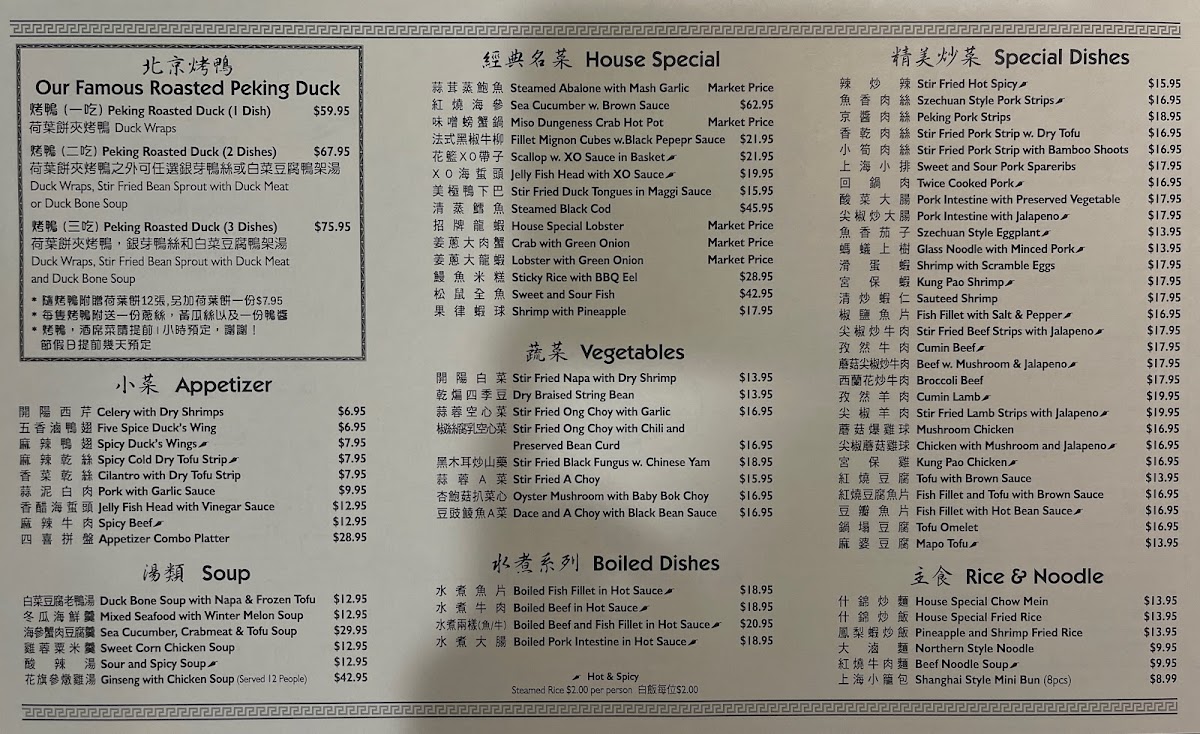 北京烤鴨
Our Famous Roasted Peking Duck
烤鴨 (一吃) Peking Roasted Duck (1 Dish) $59.95
荷葉餅夾烤鴨 Duck Wraps
烤鴨 (二吃) Peking Roasted Duck (2 Dishes) $67.95
荷葉餅夾烤鴨之外可任選銀芽鴨絲或白菜豆腐鴨架湯
Duck Wraps, Stir Fried Bean Sprout with Duck Meat
or Duck Bone Soup
烤鴨 (三吃) Peking Roasted Duck (3 Dishes) $75.95
荷葉餅夾烤鴨，銀芽鴨絲和白菜豆腐鴨架湯
Duck Wraps, Stir Fried Bean Sprout with Duck Meat
and Duck Bone Soup
* 隨烤鴨附贈荷葉餅12張,另加荷葉餅一份$7.95
* 每隻烤鴨附送一份蔥絲，黃瓜絲以及一份鴨醬
* 烤鴨，酒席菜請提前1小時預定，謝謝！
節假日提前幾天預定
小菜 Appetizer
開陽西芹 Celery with Dry Shrimps $6.95
五香滷鴨翅 Five Spice Duck's Wing $6.95
麻辣鴨翅 Spicy Duck's Wings $7.95
麻辣乾絲 Spicy Cold Dry Tofu Strip $7.95
香菜乾絲 Cilantro with Dry Tofu Strip $7.95
蒜泥白肉 Pork with Garlic Sauce $9.95
香醋海蜇頭 Jelly Fish Head with Vinegar Sauce $12.95
麻辣牛肉 Spicy Beef $12.95
四喜拼盤 Appetizer Combo Platter $28.95
湯類 Soup
白菜豆腐老鴨湯 Duck Bone Soup with Napa & Frozen Tofu $12.95
冬瓜海鮮羹 Mixed Seafood with Winter Melon Soup $12.95
海參蟹肉豆腐羹 Sea Cucumber, Crabmeat & Tofu Soup $29.95
雞蓉粟米羹 Sweet Corn Chicken Soup $12.95
酸辣湯 Sour and Spicy Soup $12.95
花旗參燉雞湯 Ginseng with Chicken Soup (Served 12 People) $42.95
經典名菜 House Special
蒜茸蒸鮑魚 Steamed Abalone with Mash Garlic Market Price
紅燒海參 Sea Cucumber w. Brown Sauce $62.95
味噌螃蟹鍋 Miso Dungeness Crab Hot Pot Market Price
法式黑椒牛柳 Fillet Mignon Cubes w.Black Pepepr Sauce $21.95
花籃XO帶子 Scallop w. XO Sauce in Basket $21.95
XO海蜇頭 Jelly Fish Head with XO Sauce $19.95
美極鴨下巴 Stir Fried Duck Tongues in Maggi Sauce $15.95
清蒸鱈魚 Steamed Black Cod $45.95
招牌龍蝦 House Special Lobster Market Price
姜蔥大肉蟹 Crab with Green Onion Market Price
姜蔥大龍蝦 Lobster with Green Onion Market Price
鰻魚米糕 Sticky Rice with BBQ Eel $28.95
松鼠全魚 Sweet and Sour Fish $42.95
果律蝦球 Shrimp with Pineapple $17.95
蔬菜 Vegetables
開陽白菜 Stir Fried Napa with Dry Shrimp $13.95
乾煸四季豆 Dry Braised String Bean $13.95
蒜蓉空心菜 Stir Fried Ong Choy with Garlic $16.95
椒絲腐乳空心菜 Stir Fried Ong Choy with Chili and
Preserved Bean Curd $16.95
黑木耳炒山藥 Stir Fried Black Fungus w. Chinese Yam $18.95
蒜蓉A菜 Stir Fried A Choy $15.95
杏鮑菇扒菜心 Oyster Mushroom with Baby Bok Choy $16.95
豆豉鯪魚A菜 Dace and A Choy with Black Bean Sauce $16.95
水煮系列 Boiled Dishes
水煮魚片 Boiled Fish Fillet in Hot Sauce $18.95
水煮牛肉 Boiled Beef in Hot Sauce $18.95
水煮兩樣(魚/牛) Boiled Beef and Fish Fillet in Hot Sauce $20.95
水煮大腸 Boiled Pork Intestine in Hot Sauce $18.95
Hot & Spicy
Steamed Rice $2.00 per person 白飯每位$2.00
精美炒菜 Special Dishes
辣炒辣 Stir Fried Hot Spicy $15.95
魚香肉絲 Szechuan Style Pork Strips $16.95
京醬肉絲 Peking Pork Strips $18.95
香乾肉絲 Stir Fried Pork Strip w. Dry Tofu $16.95
小筍肉絲 Stir Fried Pork Strip with Bamboo Shoots $16.95
上海小排 Sweet and Sour Pork Spareribs $17.95
回鍋肉 Twice Cooked Pork $16.95
酸菜大腸 Pork Intestine with Preserved Vegetable $17.95
尖椒炒大腸 Pork Intestine with Jalapeno $17.95
魚香茄子 Szechuan Style Eggplant $13.95
螞蟻上樹 Glass Noodle with Minced Pork $13.95
滑蛋蝦 Shrimp with Scramble Eggs $17.95
宮保蝦 Kung Pao Shrimp $17.95
清炒蝦仁 Sauteed Shrimp $17.95
椒鹽魚片 Fish Fillet with Salt & Pepper $16.95
尖椒炒牛肉 Stir Fried Beef Strips with Jalapeno $17.95
孜然牛肉 Cumin Beef $17.95
蘑菇尖椒炒牛肉 Beef w. Mushroom & Jalapeno $17.95
西蘭花炒牛肉 Broccoli Beef $17.95
孜然羊肉 Cumin Lamb $19.95
尖椒羊肉 Stir Fried Lamb Strips with Jalapeno $19.95
蘑菇爆雞球 Mushroom Chicken $16.95
尖椒蘑菇雞球 Chicken with Mushroom and Jalapeno $16.95
宮保雞 Kung Pao Chicken $16.95
紅燒豆腐 Tofu with Brown Sauce $13.95
紅燒豆腐魚片 Fish Fillet and Tofu with Brown Sauce $16.95
豆瓣魚片 Fish Fillet with Hot Bean Sauce $16.95
鍋塌豆腐 Tofu Omelet $16.95
麻婆豆腐 Mapo Tofu $13.95
主食 Rice & Noodle
什錦炒麵 House Special Chow Mein $13.95
什錦炒飯 House Special Fried Rice $13.95
鳳梨蝦炒飯 Pineapple and Shrimp Fried Rice $13.95
大滷麵 Northern Style Noodle $9.95
紅燒牛肉麵 Beef Noodle Soup $9.95
上海小籠包 Shanghai Style Mini Bun (8pcs) $8.99